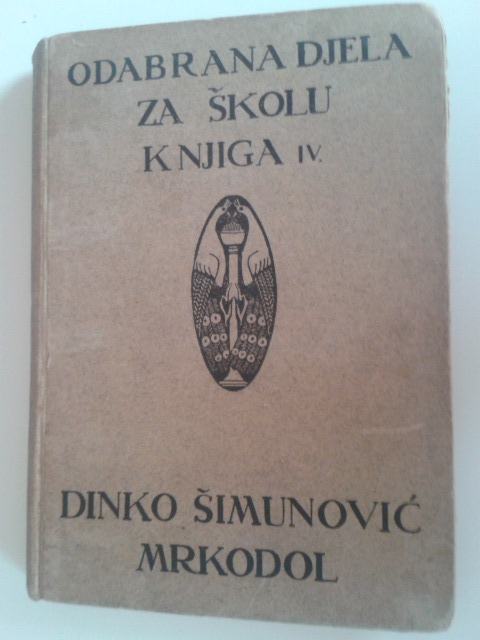 ODABRANA DJELA
ZA ŠKOLU
KNJIGA IV.
DINKO ŠIMUNOVIĆ
MRKODOL